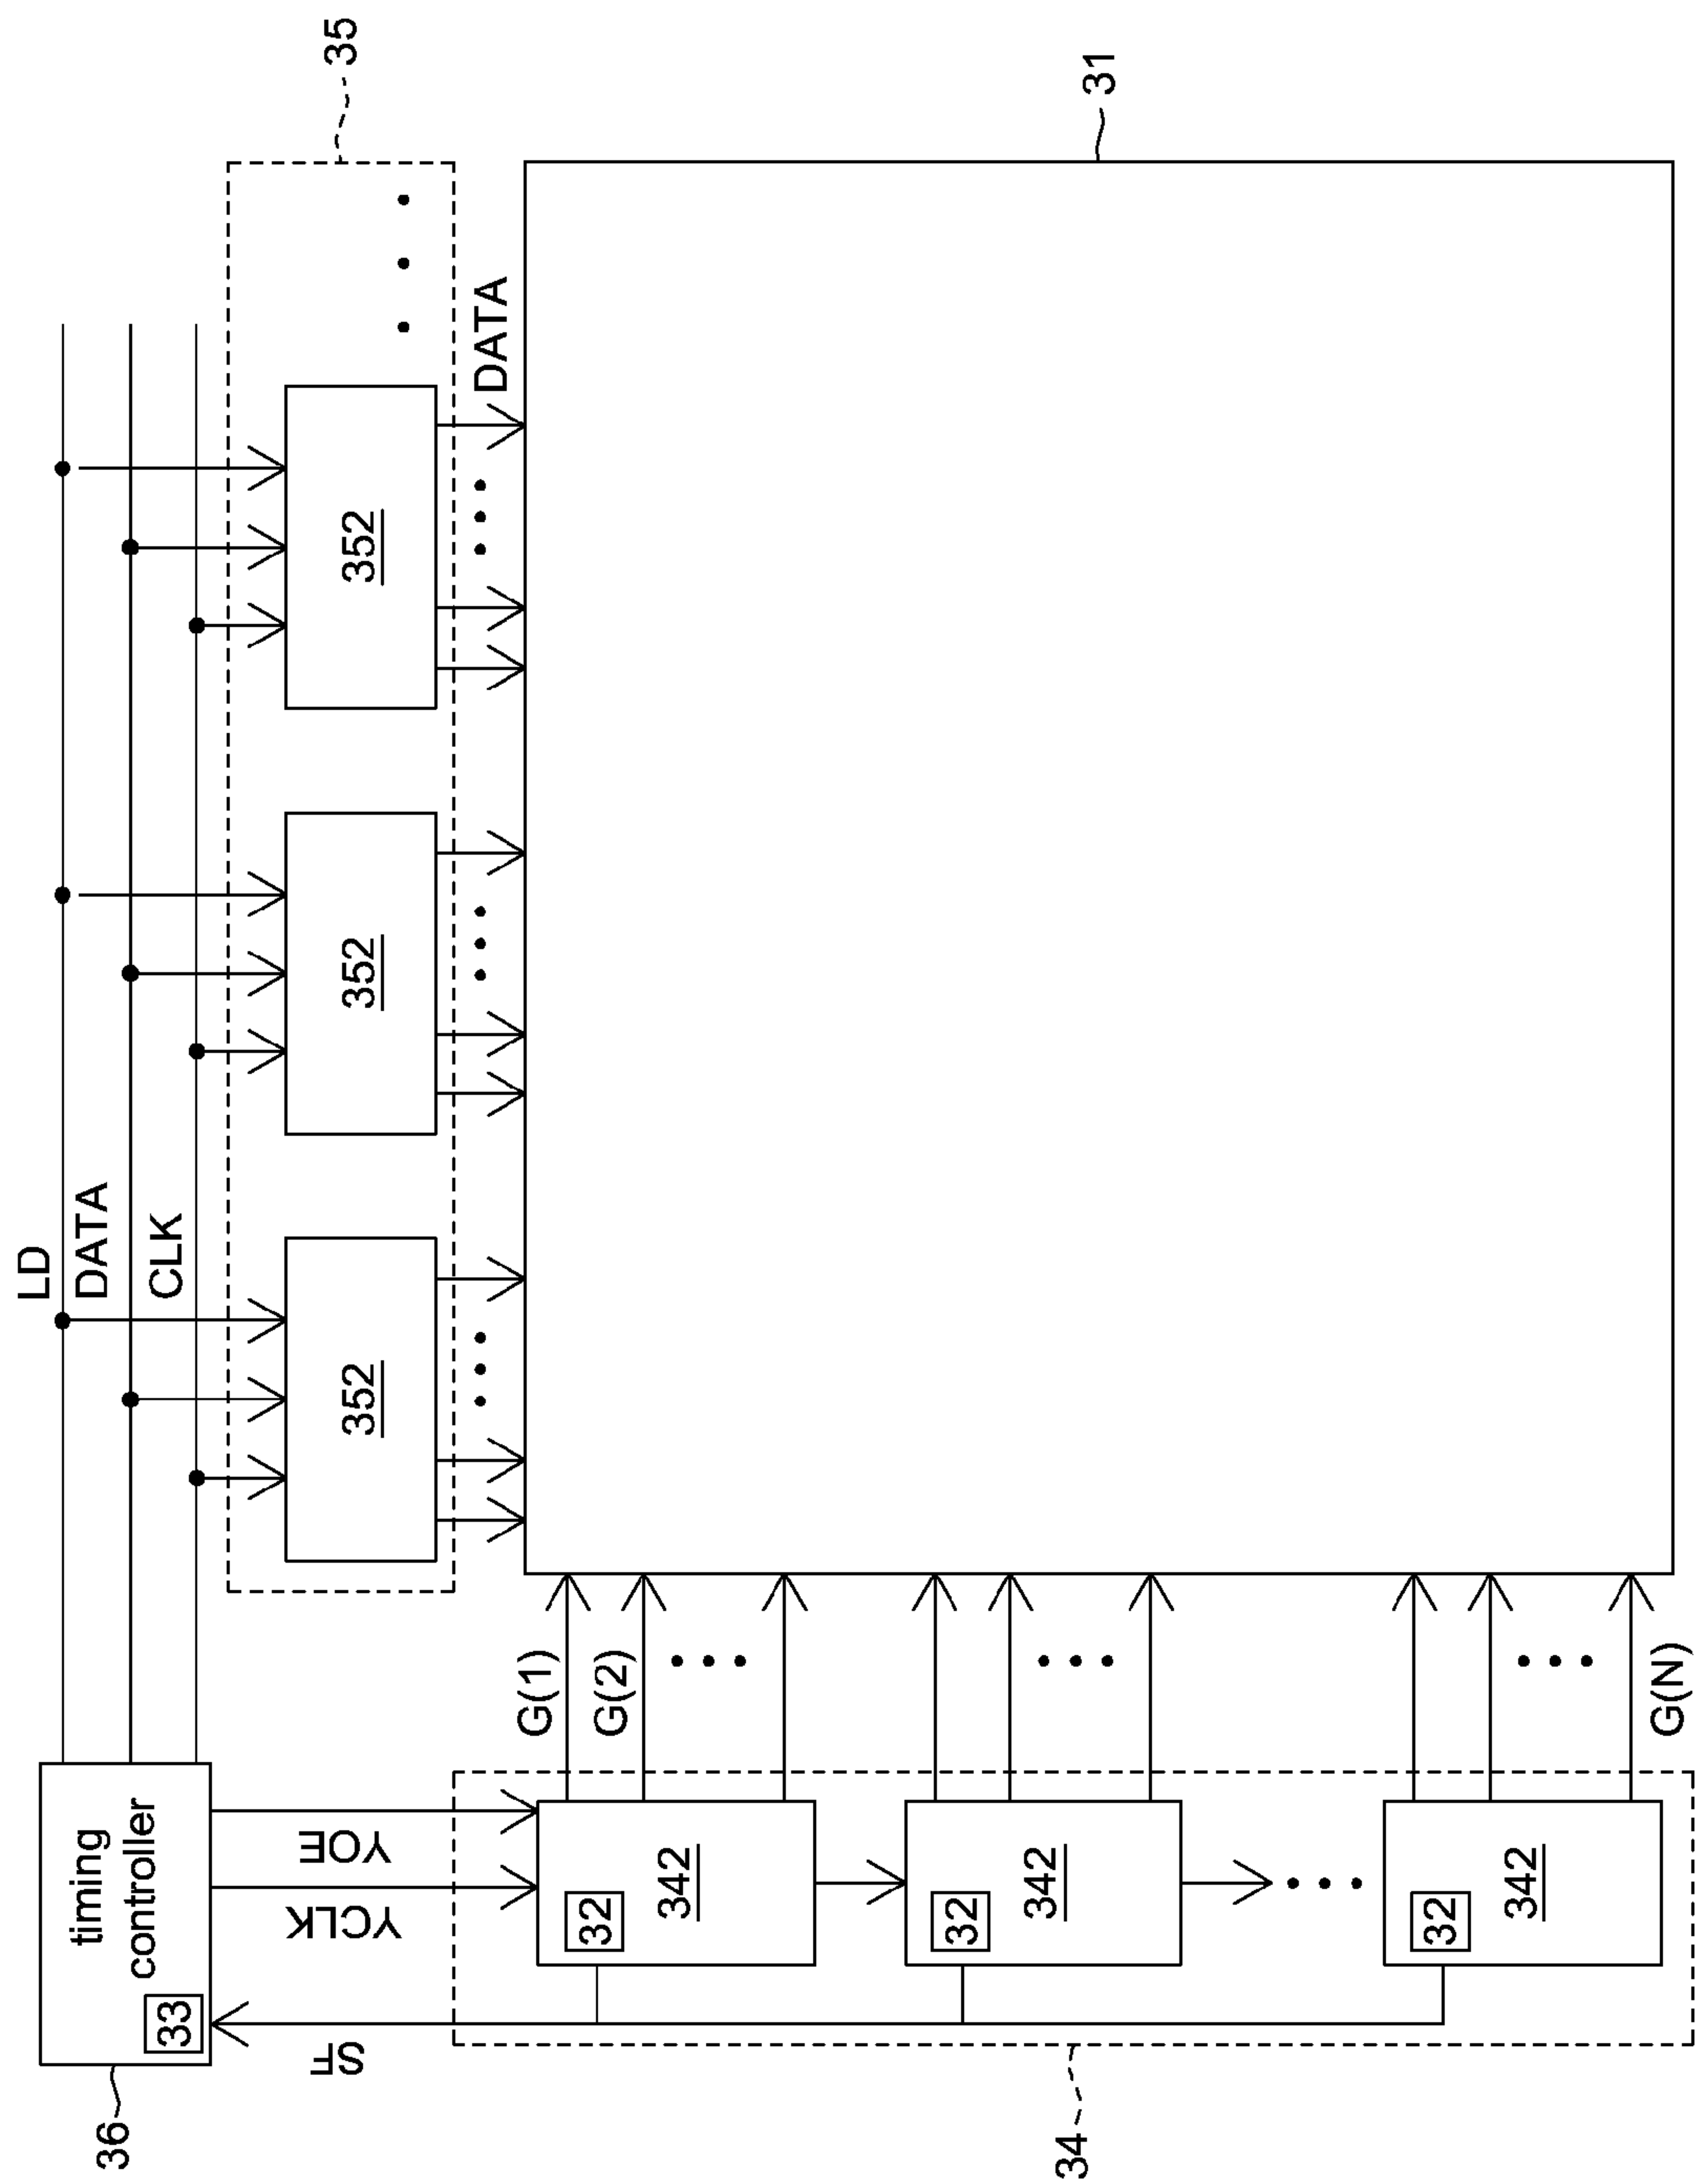 36
timing
controller
33
LD
DATA
CLK
35
352
352
352
DATA
YOE
YCLK
SF
31
G(1)
G(2)
32
342
32
342
32
342
G(N)
34